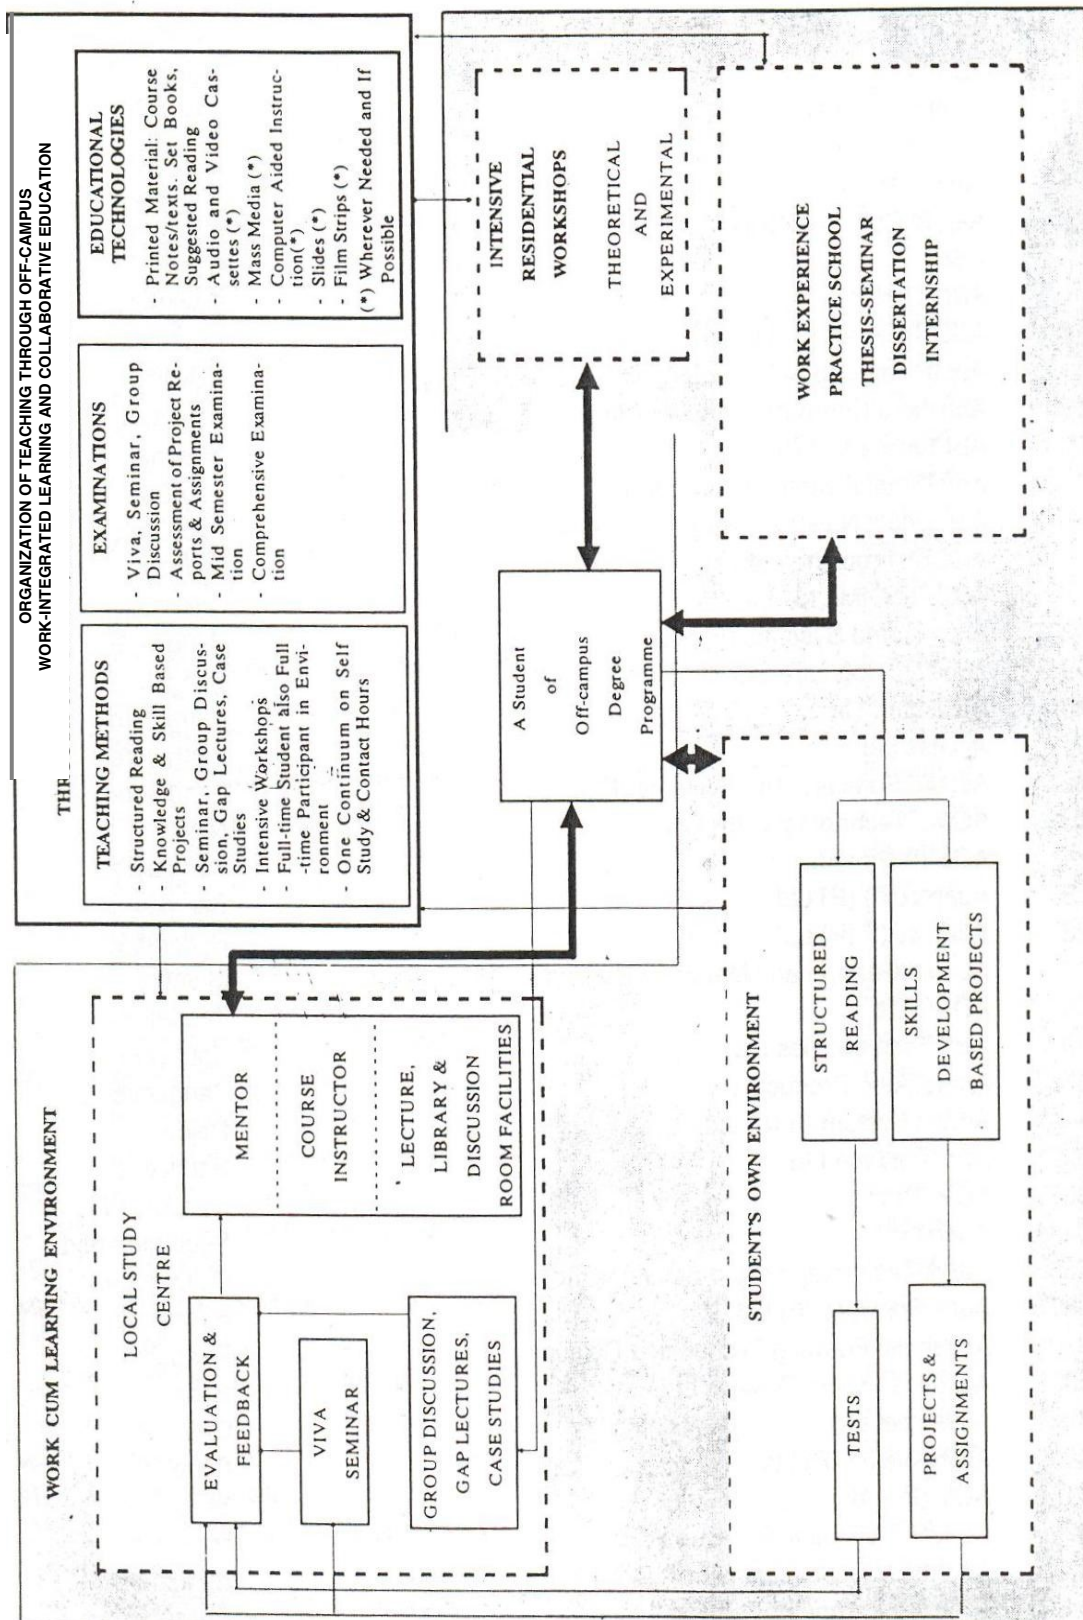 ORGANIZATION OF TEACHING THROUGH OFF-CAMPUS
WORK-INTEGRATED LEARNING AND COLLABORATIVE EDUCATION
TEACHING METHODS
- Structured Reading
- Knowledge & Skill Based
Projects
- Seminar, Group Discus-
sion, Gap Lectures, Case
Studies
- Intensive Workshops
- Full-time Student also Full
-time Participant in Envi-
ronment
- One Continuum on Self
Study & Contact Hours
EXAMINATIONS
- Viva, Seminar, Group
Discussion
- Assessment of Project Re-
ports & Assignments
- Mid Semester Examina-
tion
- Comprehensive Examina-
tion
EDUCATIONAL
TECHNOLOGIES
- Printed Material: Course
Notes/texts. Set Books,
Suggested Reading
- Audio and Video Cas-
settes (*)
- Mass Media (*)
- Computer Aided Instruc-
tion(*)
- Slides (*)
- Film Strips (*)
(*) Wherever Needed and If
Possible
WORK CUM LEARNING ENVIRONMENT
LOCAL STUDY
CENTRE
EVALUATION &
FEEDBACK
VIVA
SEMINAR
GROUP DISCUSSION,
GAP LECTURES,
CASE STUDIES
MENTOR
COURSE
INSTRUCTOR
LECTURE,
LIBRARY &
DISCUSSION
ROOM FACILITIES
A Student
of
Off-campus
Degree
Programme
INTENSIVE
RESIDENTIAL
WORKSHOPS
THEORETICAL
AND
EXPERIMENTAL
WORK EXPERIENCE
PRACTICE SCHOOL
THESIS-SEMINAR
DISSERTATION
INTERNSHIP
STUDENT'S OWN ENVIRONMENT
TESTS
STRUCTURED
READING
PROJECTS &
ASSIGNMENTS
SKILLS
DEVELOPMENT
BASED PROJECTS